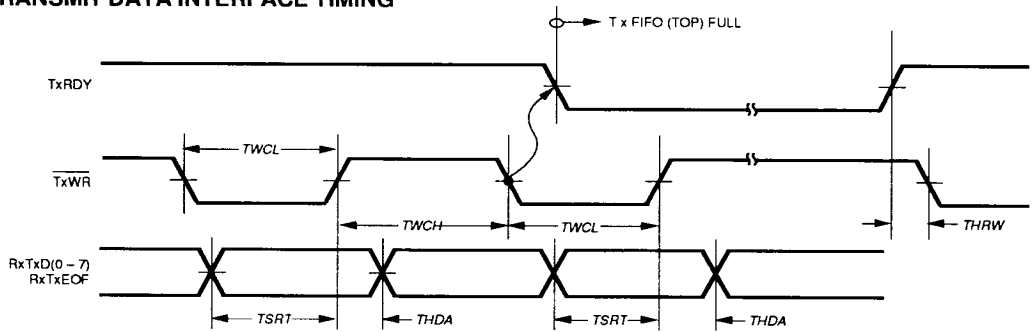 TRANSMIT DATA INTERFACE TIMING
Tx FIFO (TOP) FULL
TxRDY
TWCL
TxWR
TWCH
TWCL
THRW
RxTxD(0 – 7)
RxTxEOF
TSRT
THDA
TSRT
THDA